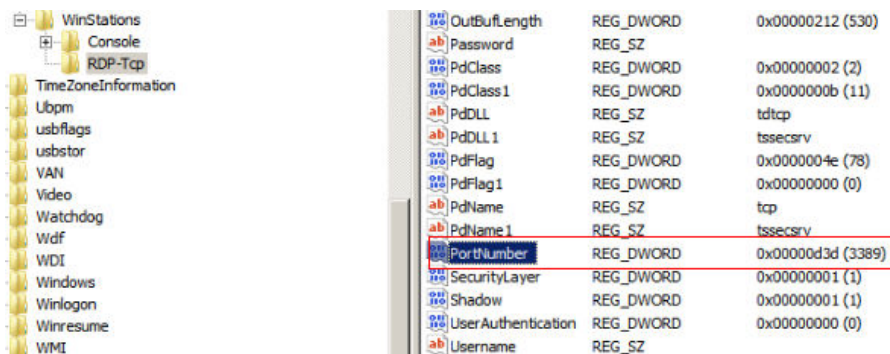 WinStations
Console
RDP-Tcp
TimeZoneInformation
Ubpm
usbflags
usbstor
VAN
Video
Watchdog
Wdf
WDI
Windows
Winlogon
Winresume
WMI
OutBufLength REG_DWORD 0x00000212 (530)
Password REG_SZ
PdClass REG_DWORD 0x00000002 (2)
PdClass1 REG_DWORD 0x0000000b (11)
PdDLL REG_SZ tdtcp
PdDLL1 REG_SZ tssecsrv
PdFlag REG_DWORD 0x0000004e (78)
PdFlag1 REG_DWORD 0x00000000 (0)
PdName REG_SZ tcp
PdName1 REG_SZ tssecsrv
PortNumber REG_DWORD 0x00000d3d (3389)
SecurityLayer REG_DWORD 0x00000001 (1)
Shadow REG_DWORD 0x00000001 (1)
UserAuthentication REG_DWORD 0x00000000 (0)
Username REG_SZ